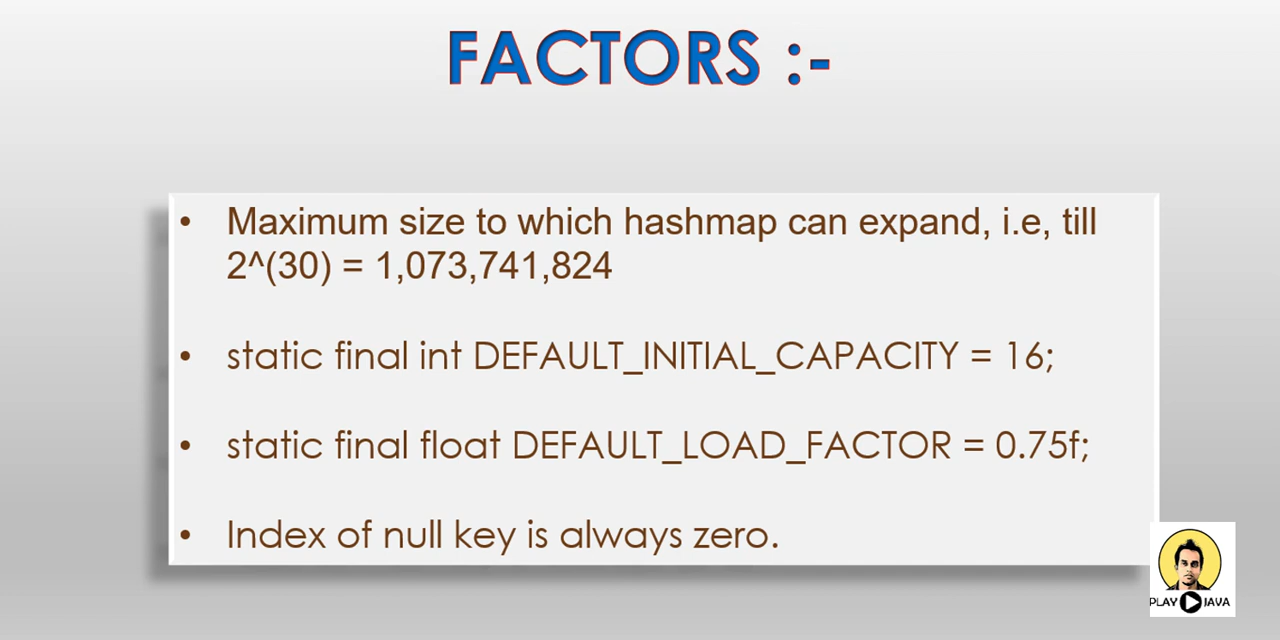 FACTORS :-
• Maximum size to which hashmap can expand, i.e, till
2^(30) = 1,073,741,824
• static final int DEFAULT_INITIAL_CAPACITY = 16;
• static final float DEFAULT_LOAD_FACTOR = 0.75f;
• Index of null key is always zero.
PLAY JAVA